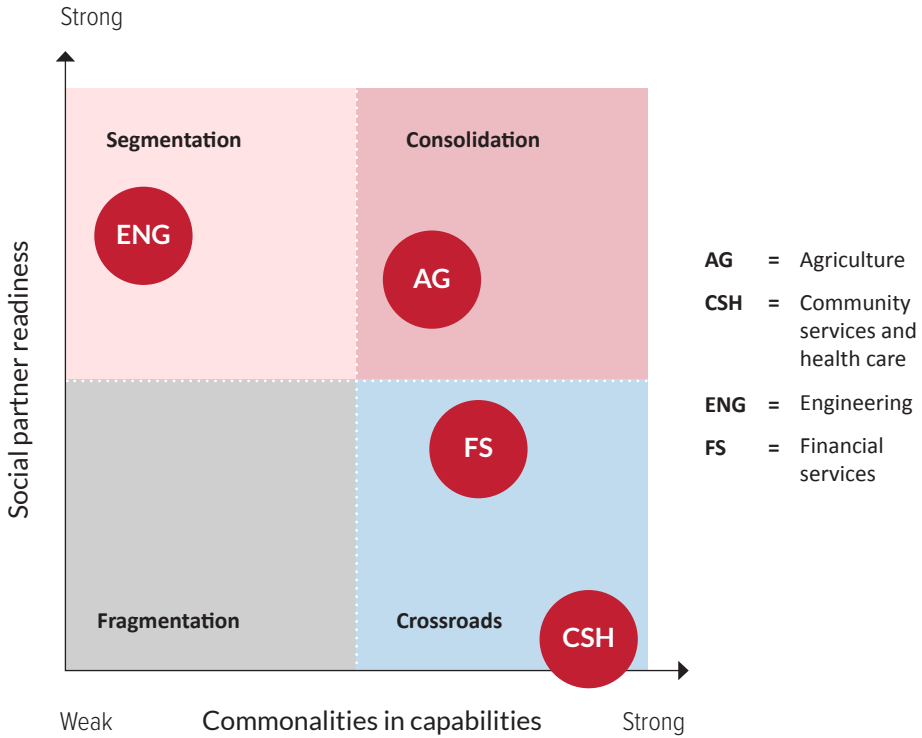 Strong
Social partner readiness
Segmentation
Consolidation
ENG
AG
FS
Fragmentation
Crossroads
CSH
Weak
Commonalities in capabilities
Strong
AG = Agriculture
CSH = Community
services and
health care
ENG = Engineering
FS = Financial
services